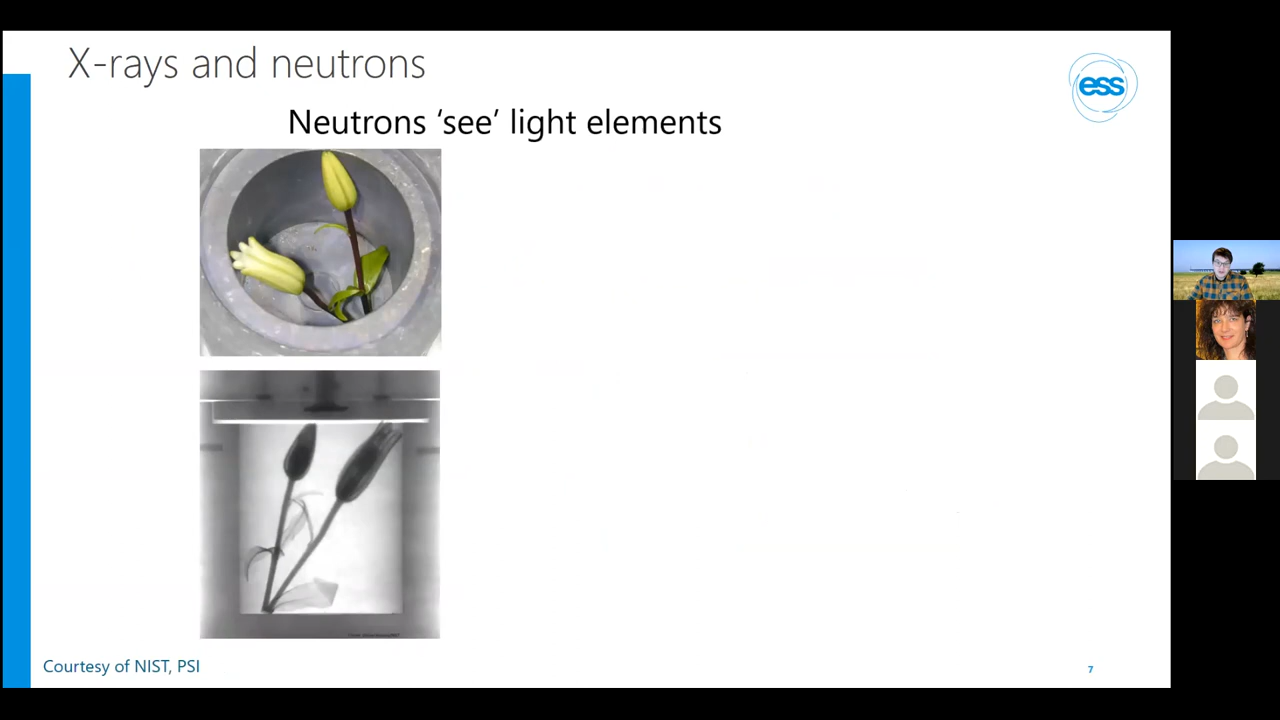 X-rays and neutrons
ess
Neutrons ‘see’ light elements
Courtesy of NIST, PSI
7